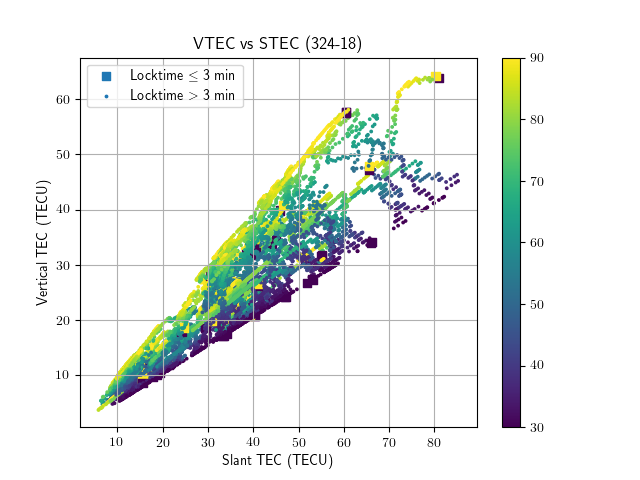 VTEC vs STEC (324-18)
Locktime ≤ 3 min
Locktime > 3 min
Vertical TEC (TECU)
60
50
40
30
20
10
10 20 30 40 50 60 70 80
Slant TEC (TECU)
90
80
70
60
50
40
30